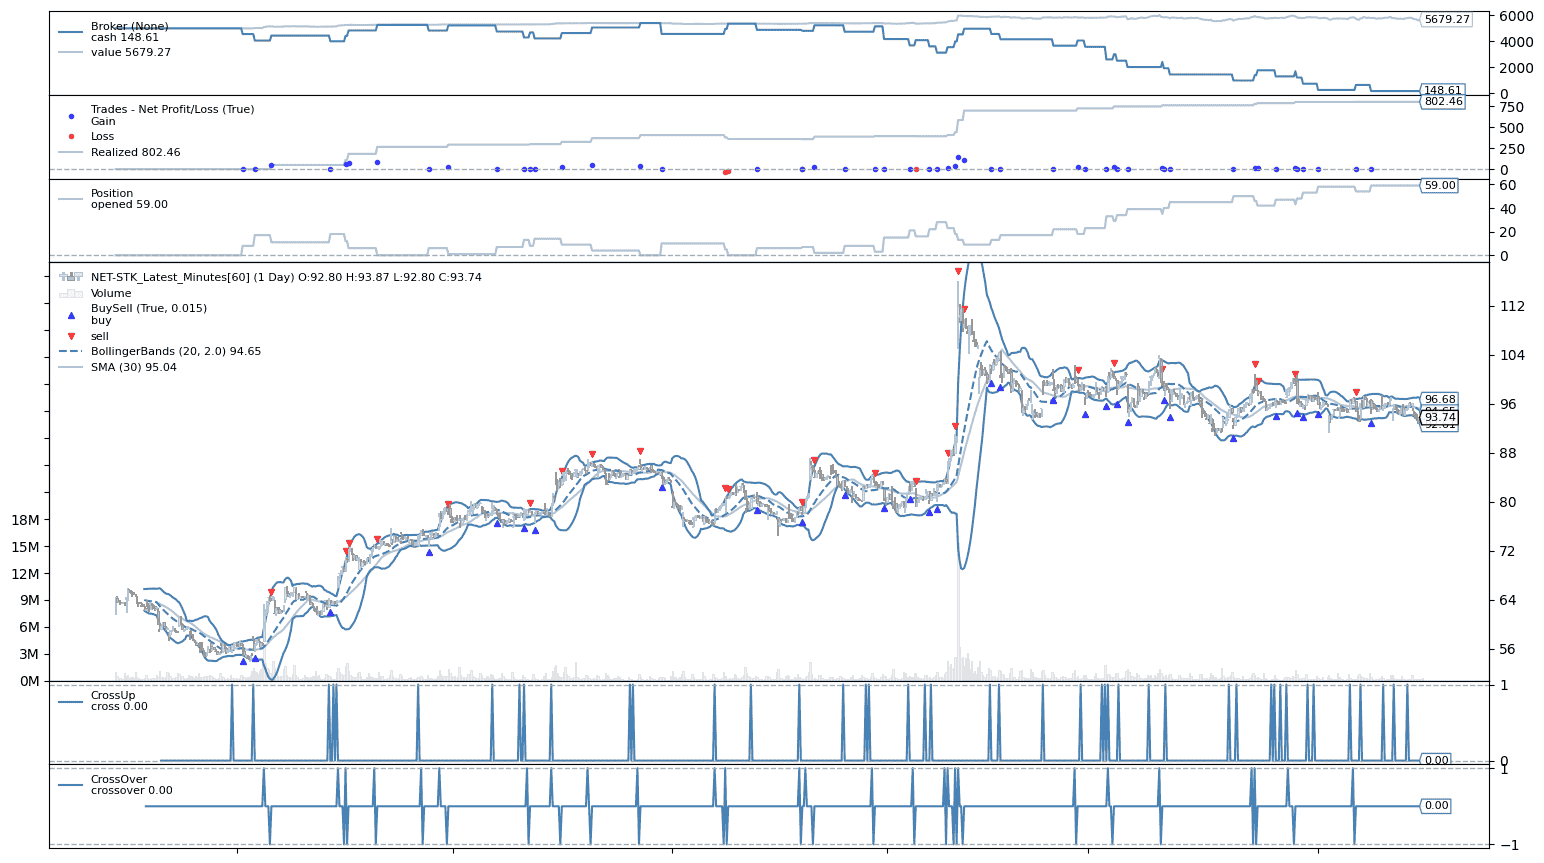 Broker (None)
cash 148.61
value 5679.27
6000
5679.27
4000
2000
148.61
0
Trades - Net Profit/Loss (True)
Gain
Loss
Realized 802.46
802.46
750
500
250
0
Position
opened 59.00
60
59.00
40
20
0
NET-STK_Latest_Minutes[60] (1 Day) O:92.80 H:93.87 L:92.80 C:93.74
Volume
BuySell (True, 0.015)
buy
sell
BollingerBands (20, 2.0) 94.65
SMA (30) 95.04
112
104
96.68
96
93.74
88
80
72
64
56
18M
15M
12M
9M
6M
3M
0M
CrossUp
cross 0.00
1
0.00
0
CrossOver
crossover 0.00
1
0.00
−1